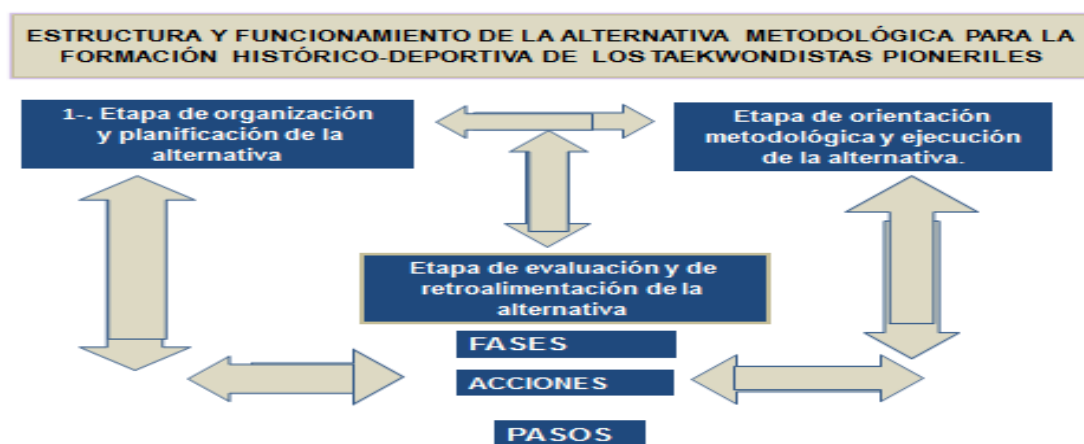 ESTRUCTURA Y FUNCIONAMIENTO DE LA ALTERNATIVA METODOLÓGICA PARA LA
FORMACIÓN HISTÓRICO-DEPORTIVA DE LOS TAEKWONDISTAS PIONERILES
1-. Etapa de organización
y planificación de la
alternativa
Etapa de orientación
metodológica y ejecución
de la alternativa.
Etapa de evaluación y de
retroalimentación de la
alternativa
FASES
ACCIONES
PASOS